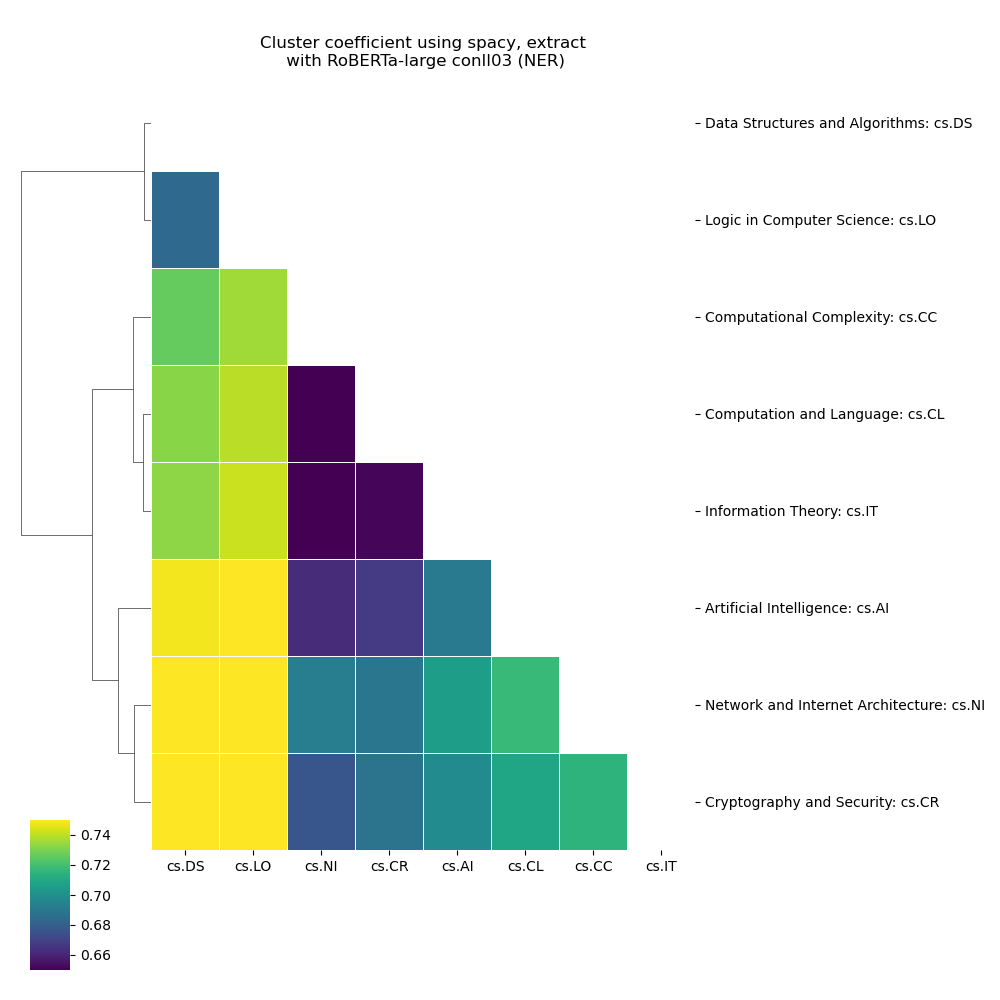 Cluster coefficient using spacy, extract
with RoBERTa-large conll03 (NER)
Data Structures and Algorithms: cs.DS
Logic in Computer Science: cs.LO
Computational Complexity: cs.CC
Computation and Language: cs.CL
Information Theory: cs.IT
Artificial Intelligence: cs.AI
Network and Internet Architecture: cs.NI
Cryptography and Security: cs.CR
0.74
0.72
0.70
0.68
0.66
cs.DS cs.LO cs.NI cs.CR cs.AI cs.CL cs.CC cs.IT